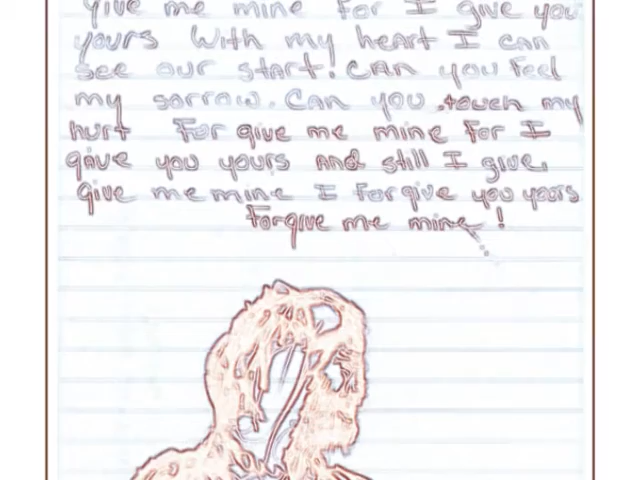 give me mine for I give you
yours With my heart I can
see our start! Can you feel
my sorrow. Can you touch my
hurt For give me mine for I
gave you yours and still I give.
give me mine I Forgive you yours
Forgive me mine!